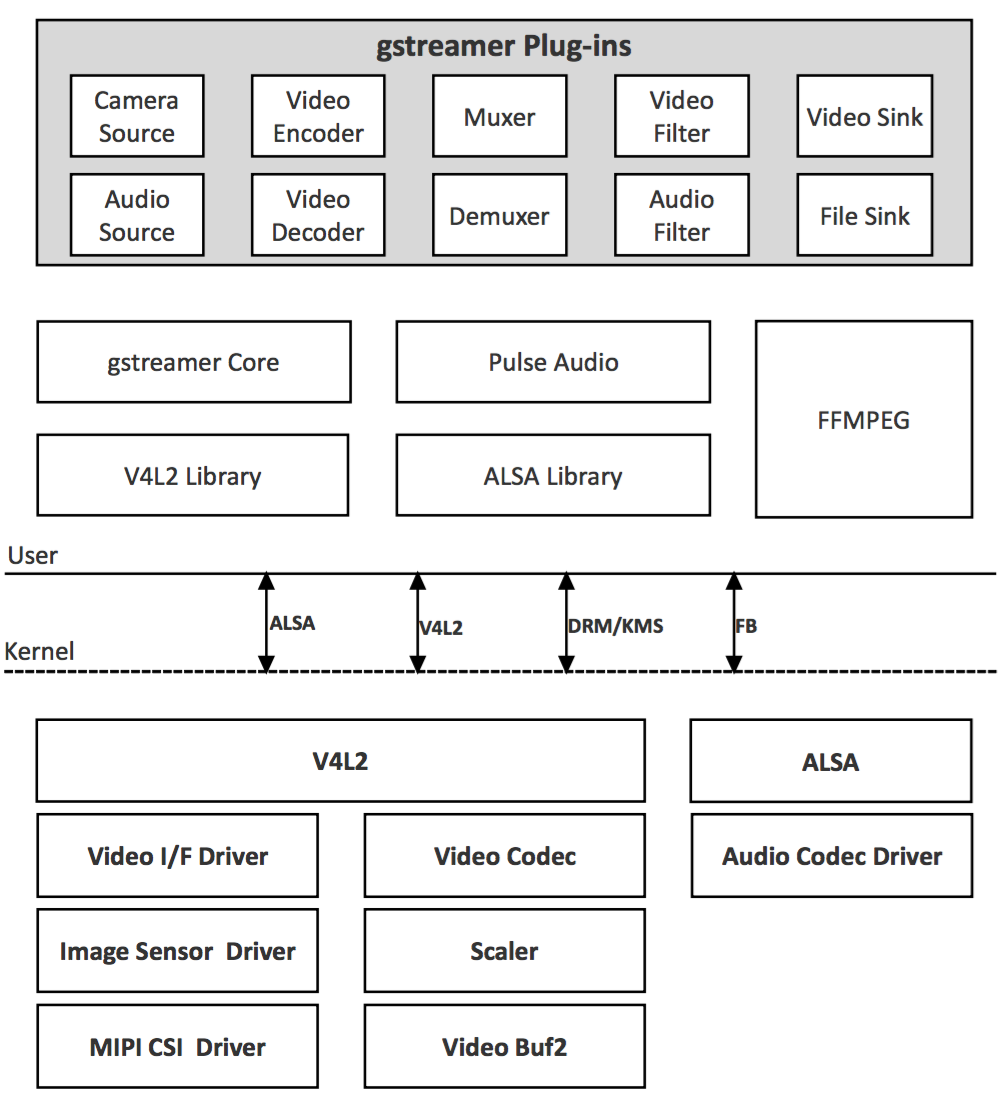 gstreamer Plug-ins
Camera
Source
Video
Encoder
Muxer
Video
Filter
Video Sink
Audio
Source
Video
Decoder
Demuxer
Audio
Filter
File Sink
gstreamer Core
Pulse Audio
FFMPEG
V4L2 Library
ALSA Library
User
ALSA
V4L2
DRM/KMS
FB
Kernel
V4L2
ALSA
Video I/F Driver
Video Codec
Audio Codec Driver
Image Sensor  Driver
Scaler
MIPI CSI  Driver
Video Buf2